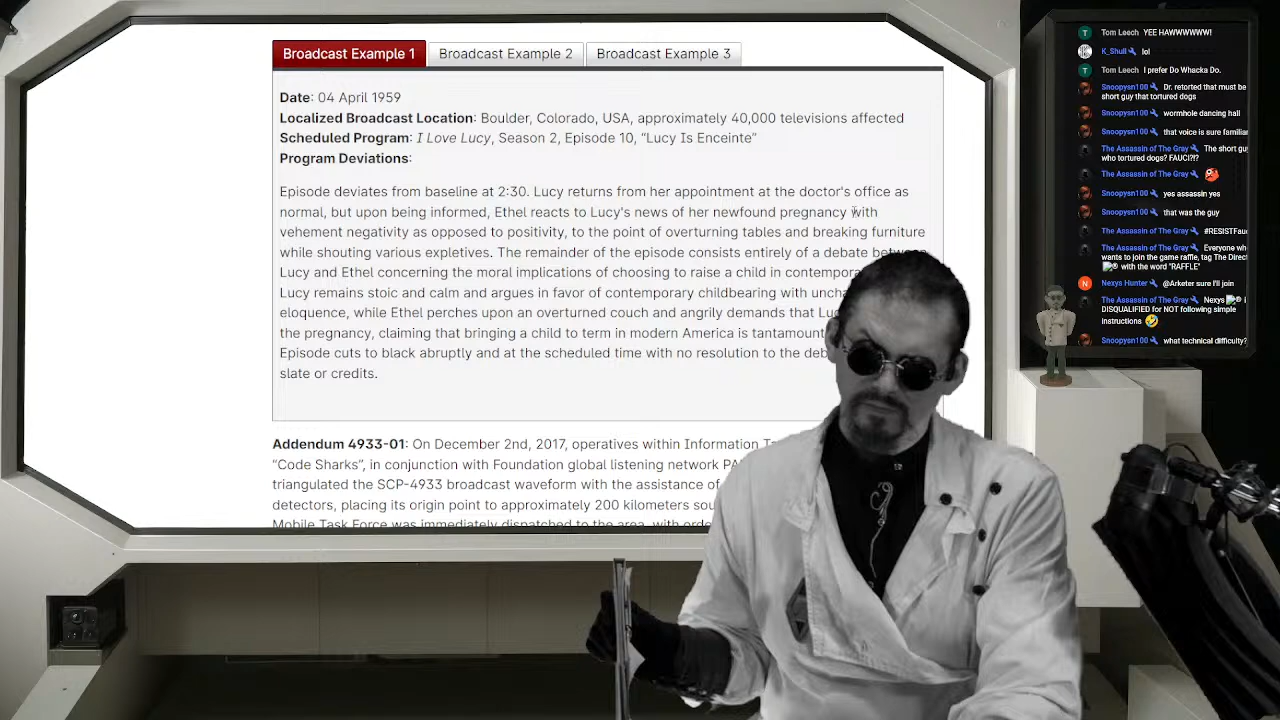 Broadcast Example 1
Broadcast Example 2
Broadcast Example 3
Date: 04 April 1959
Localized Broadcast Location: Boulder, Colorado, USA, approximately 40,000 televisions affected
Scheduled Program: I Love Lucy, Season 2, Episode 10, “Lucy Is Enceinte”
Program Deviations:
Episode deviates from baseline at 2:30. Lucy returns from her appointment at the doctor's office as
normal, but upon being informed, Ethel reacts to Lucy's news of her newfound pregnancy with
vehement negativity as opposed to positivity, to the point of overturning tables and breaking furniture
while shouting various expletives. The remainder of the episode consists entirely of a debate
Lucy and Ethel concerning the moral implications of choosing to raise a child in
Lucy remains stoic and calm and argues in favor of contemporary childbearing with
eloquence, while Ethel perches upon an overturned couch and angrily demands that
the pregnancy, claiming that bringing a child to term in modern America is tantamount
Episode cuts to black abruptly and at the scheduled time with no resolution to the
slate or credits.
Addendum 4933-01: On December 2nd, 2017, operatives within Information
“Code Sharks”, in conjunction with Foundation global listening network
triangulated the SCP-4933 broadcast waveform with the assistance of
detectors, placing its origin point to approximately 200 kilometers
Mobile Task Force was immediately dispatched to the area, with
T Tom Leech YEE HAWWWWWW!
K_Shull lol
T Tom Leech I prefer Do Whacka Do.
Snoopysn100 Dr. retorted that must be
short guy that tortured dogs
Snoopysn100 wormhole dancing hall
Snoopysn100 that voice is sure
The Assassin of The Gray The short
who tortured dogs? FAUCI?!?
The Assassin of The Gray
Snoopysn100 yes assassin yes
Snoopysn100 that was the guy
The Assassin of The Gray
The Assassin of The Gray Everyone
wants to join the game raffle, tag The
® with the word "RAFFLE"
N Nexys Hunter @Arketer sure I'll join
The Assassin of The Gray Nexys ®
DISQUALIFIED for NOT following simple
instructions
Snoopysn100 what technical difficulty?